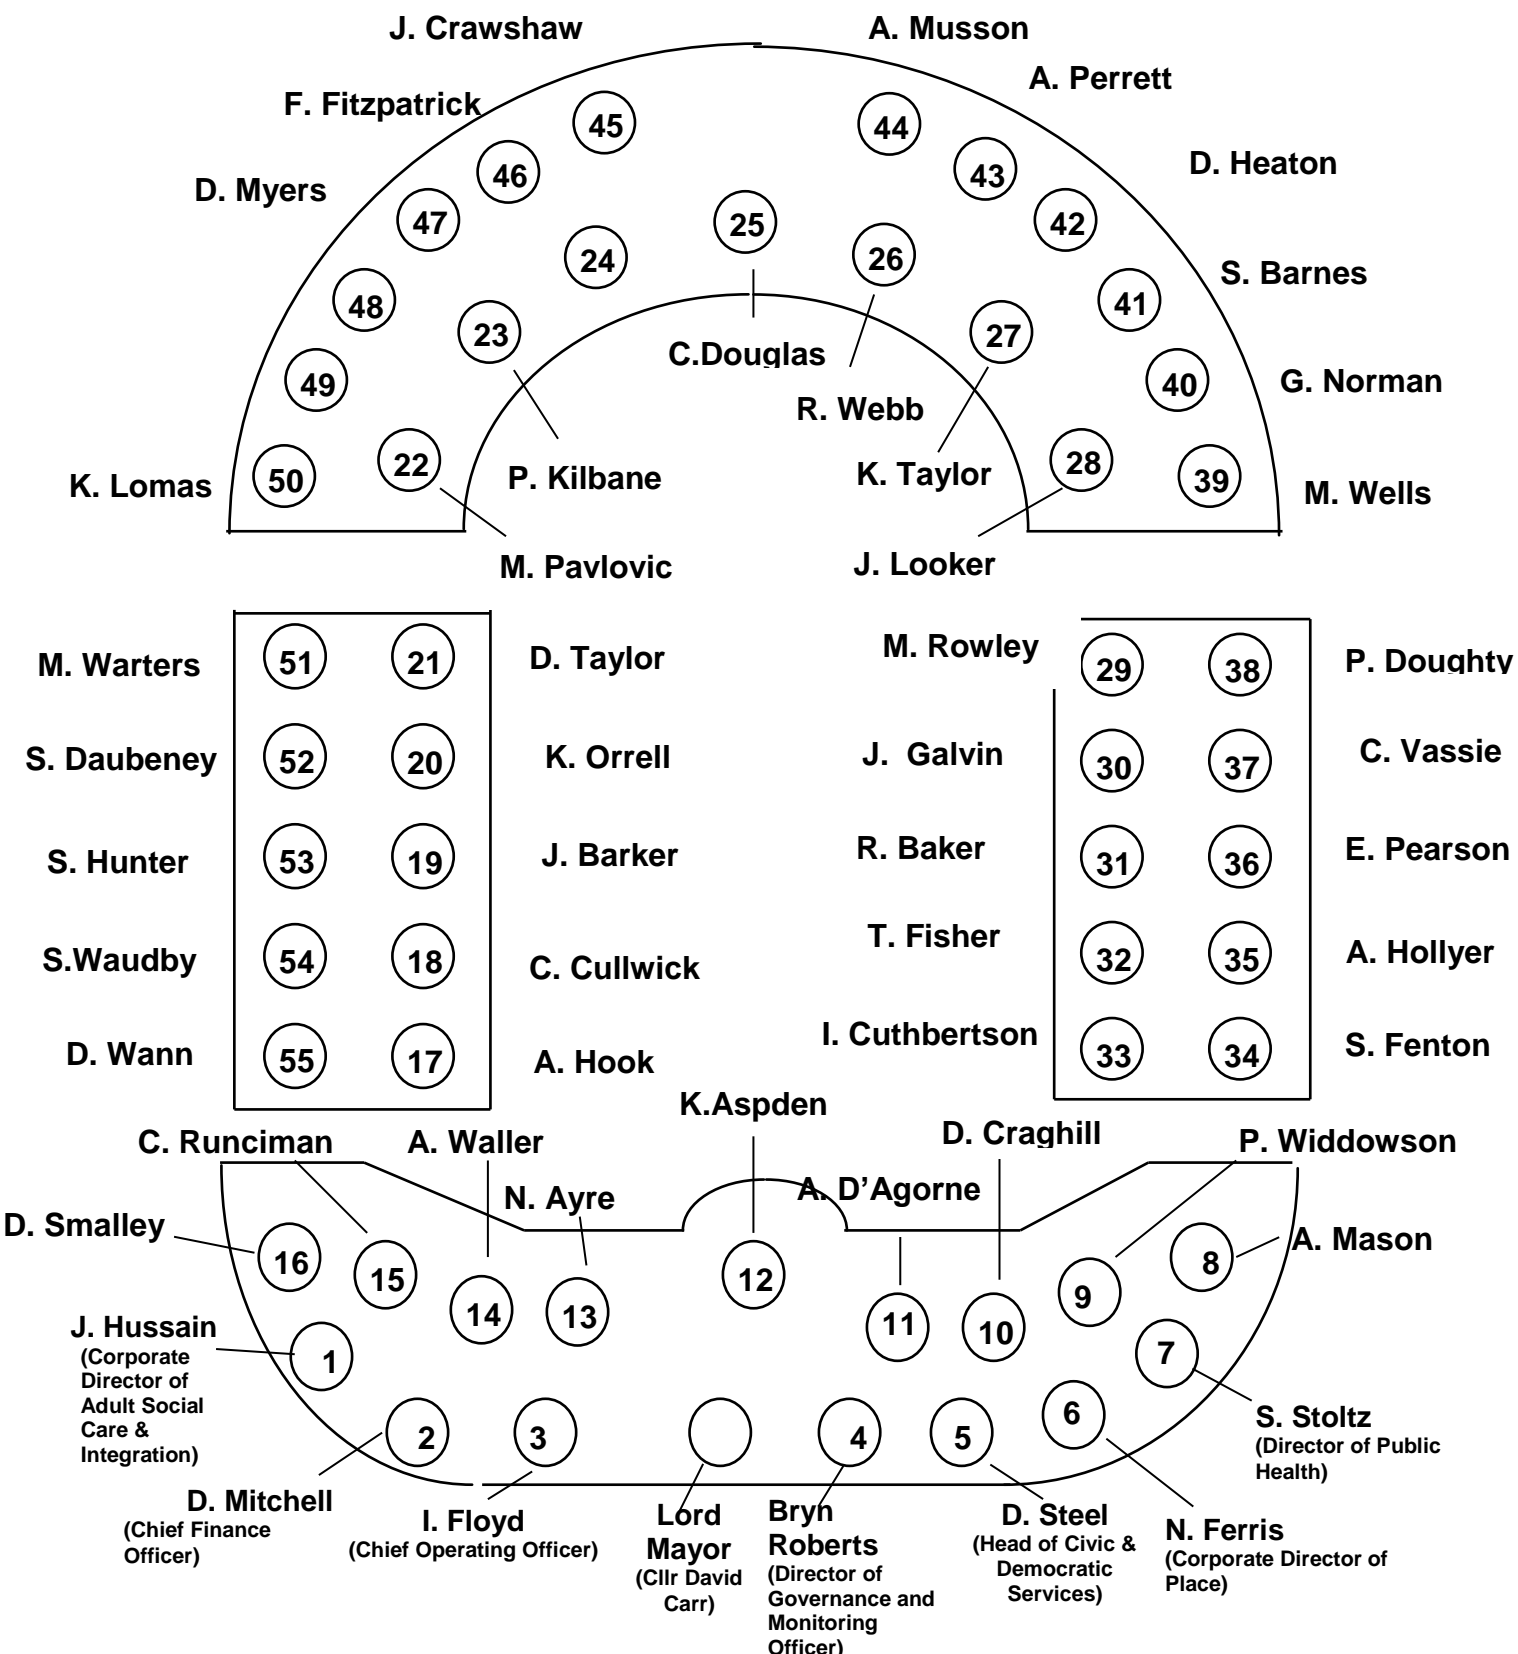 J. Crawshaw
A. Musson
A. Perrett
F. Fitzpatrick
45
44
D. Heaton
46
43
D. Myers
47
42
25
24
26
S. Barnes
48
41
23
27
C.Douglas
49
40
G. Norman
R. Webb
K. Lomas
50
22
P. Kilbane
K. Taylor
28
39
M. Wells
M. Pavlovic
J. Looker
M. Warters
51
21
D. Taylor
M. Rowley
29
38
P. Doughty
S. Daubeney
52
20
K. Orrell
J. Galvin
30
37
C. Vassie
S. Hunter
53
19
J. Barker
R. Baker
31
36
E. Pearson
S.Waudby
54
18
C. Cullwick
T. Fisher
32
35
A. Hollyer
D. Wann
55
17
A. Hook
I. Cuthbertson
33
34
S. Fenton
K.Aspden
C. Runciman
A. Waller
D. Craghill
P. Widdowson
N. Ayre
A. D’Agorne
D. Smalley
A. Mason
16
15
14
13
12
11
10
9
8
J. Hussain
(Corporate
Director of
Adult Social
Care &
Integration)
1
7
2
3
4
5
6
S. Stoltz
(Director of Public
Health)
D. Mitchell
(Chief Finance
Officer)
I. Floyd
(Chief Operating Officer)
Lord
Mayor
(Cllr David
Carr)
Bryn
Roberts
(Director of
Governance and
Monitoring
Officer)
D. Steel
(Head of Civic &
Democratic
Services)
N. Ferris
(Corporate Director of
Place)